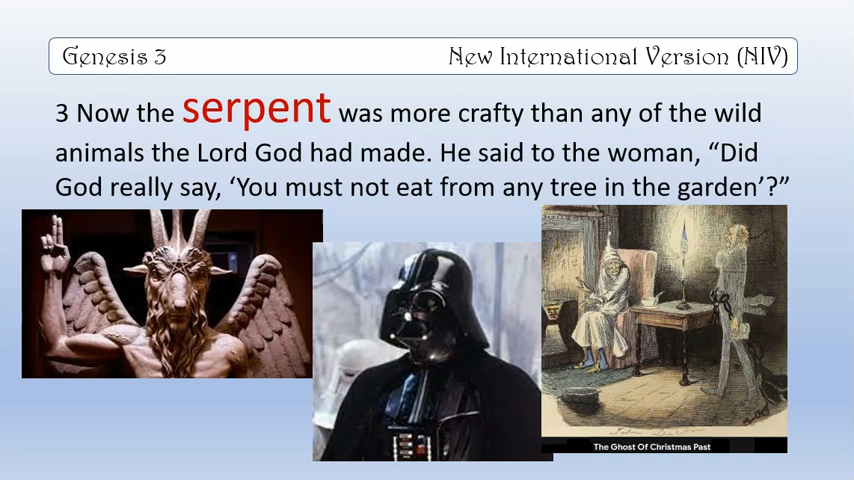 Genesis 3 New International Version (NIV)
3 Now the serpent was more crafty than any of the wild
animals the Lord God had made. He said to the woman, “Did
God really say, ‘You must not eat from any tree in the garden’?”
The Ghost Of Christmas Past